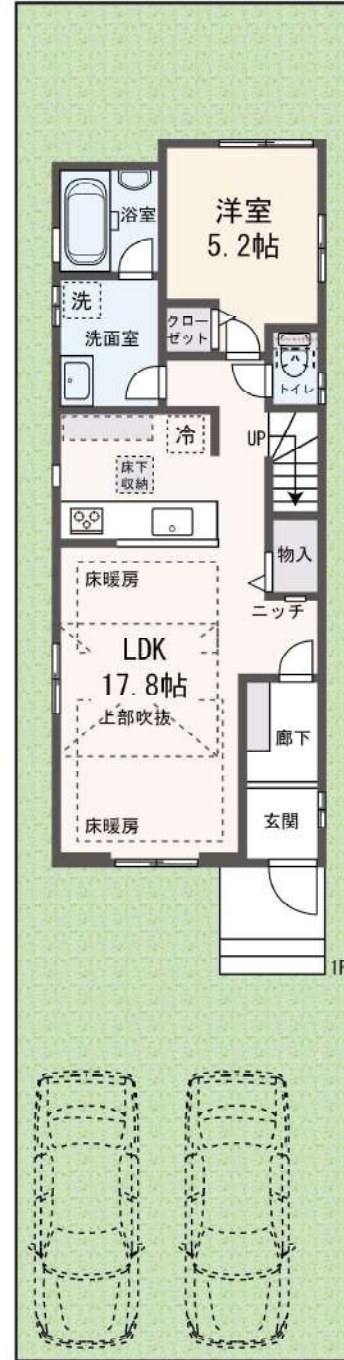 浴室
洋室
5.2帖
洗
洗面室
クロー
ゼット
トイレ
冷
UP
床下
収納
物入
床暖房
ニッチ
LDK
17.8帖
上部吹抜
廊下
玄関
床暖房